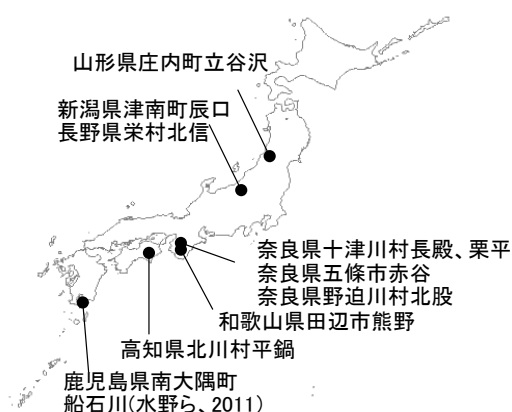 山形県庄内町立谷沢
新潟県津南町辰口
長野県栄村北信
奈良県十津川村長殿、栗平
奈良県五條市赤谷
奈良県野迫川村北股
和歌山県田辺市熊野
高知県北川村平鍋
鹿児島県南大隅町
船石川(水野ら、2011)